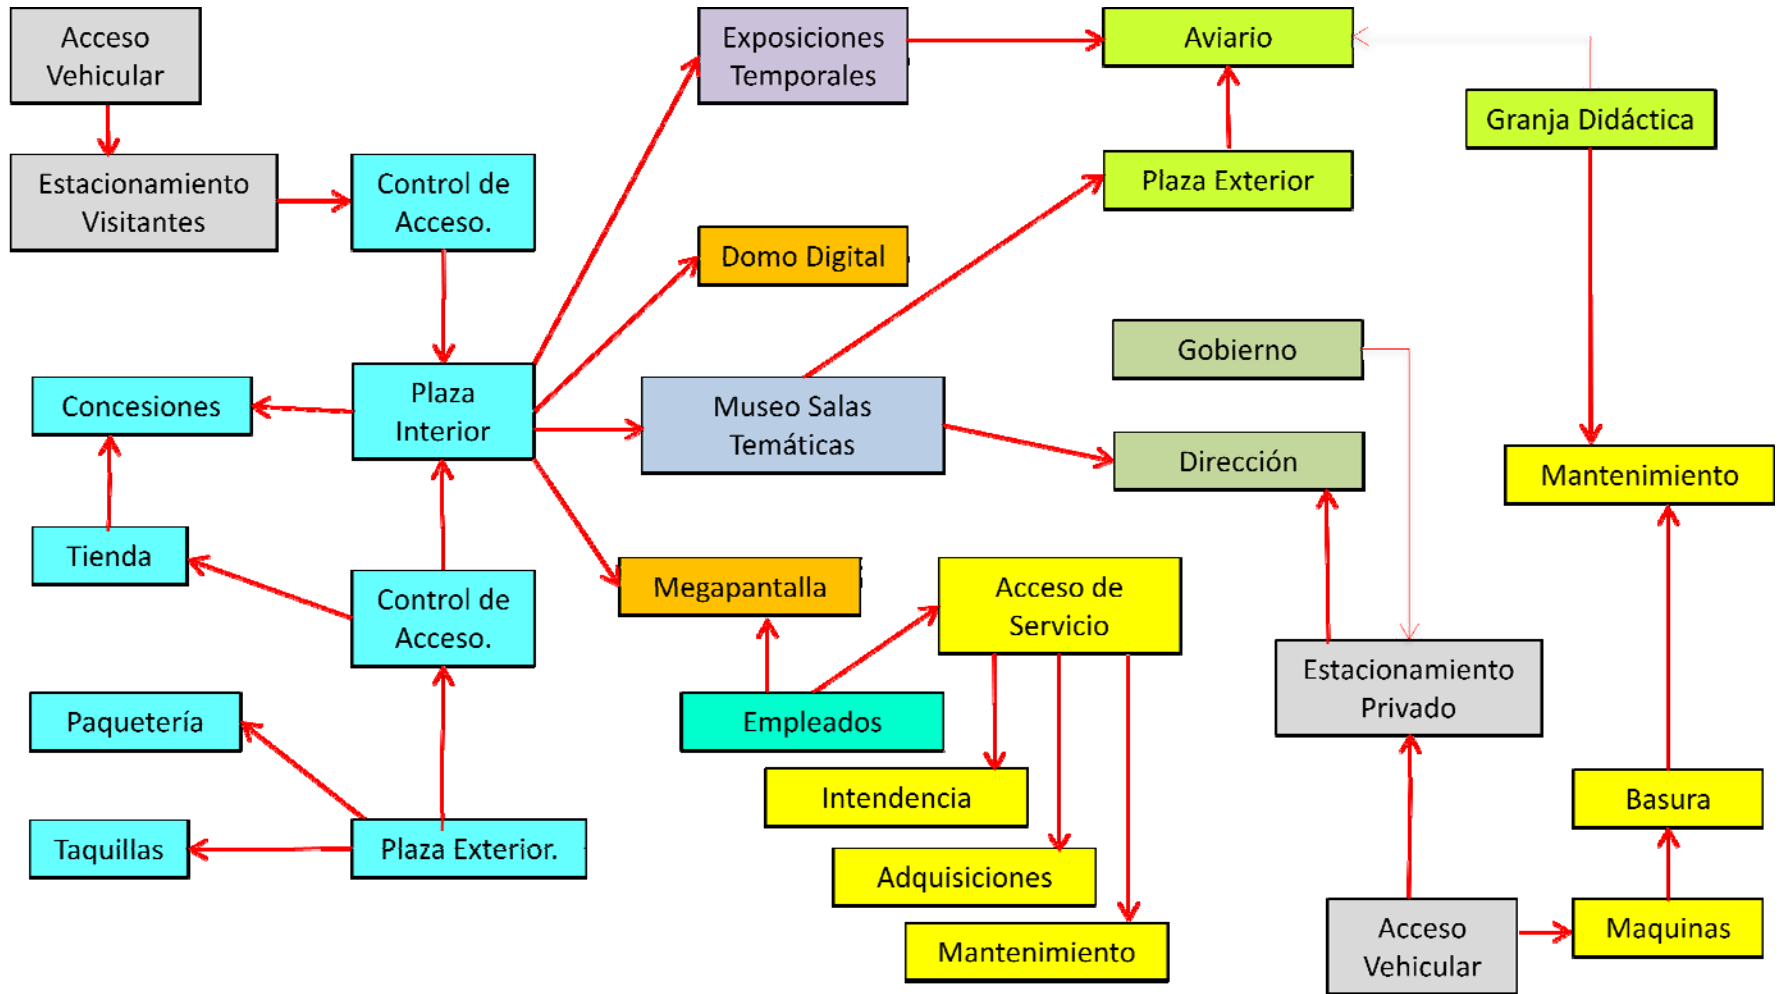 Acceso
Vehicular
Exposiciones
Temporales
Aviario
Granja Didáctica
Estacionamiento
Visitantes
Control de
Acceso.
Plaza Exterior
Domo Digital
Gobierno
Concesiones
Plaza
Interior
Museo Salas
Temáticas
Dirección
Mantenimiento
Tienda
Control de
Acceso.
Megapantalla
Acceso de
Servicio
Estacionamiento
Privado
Paquetería
Empleados
Intendencia
Basura
Taquillas
Plaza Exterior.
Adquisiciones
Mantenimiento
Acceso
Vehicular
Maquinas